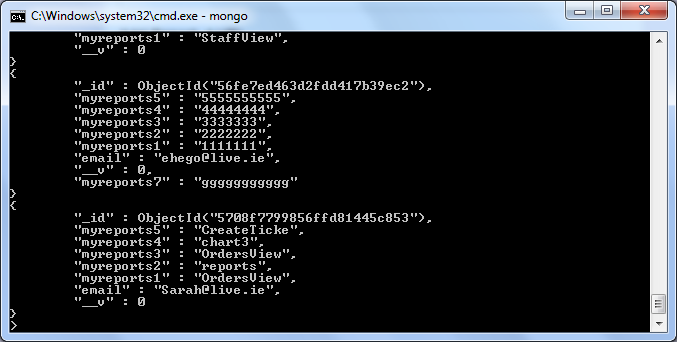 C:\Windows\system32\cmd.exe - mongo
"myreports1" : "StaffView",
"__v" : 0
}
{
"_id" : ObjectId("56fe7ed463d2fdd417b39ec2"),
"myreports5" : "5555555555",
"myreports4" : "44444444",
"myreports3" : "3333333",
"myreports2" : "2222222",
"myreports1" : "1111111",
"email" : "ehego@live.ie",
"__v" : 0,
"myreports7" : "ggggggggggg"
}
{
"_id" : ObjectId("5708f7799856ffd81445c853"),
"myreports5" : "CreateTicke",
"myreports4" : "chart3",
"myreports3" : "OrdersView",
"myreports2" : "reports",
"myreports1" : "OrdersView",
"email" : "Sarah@live.ie",
"__v" : 0
}
>